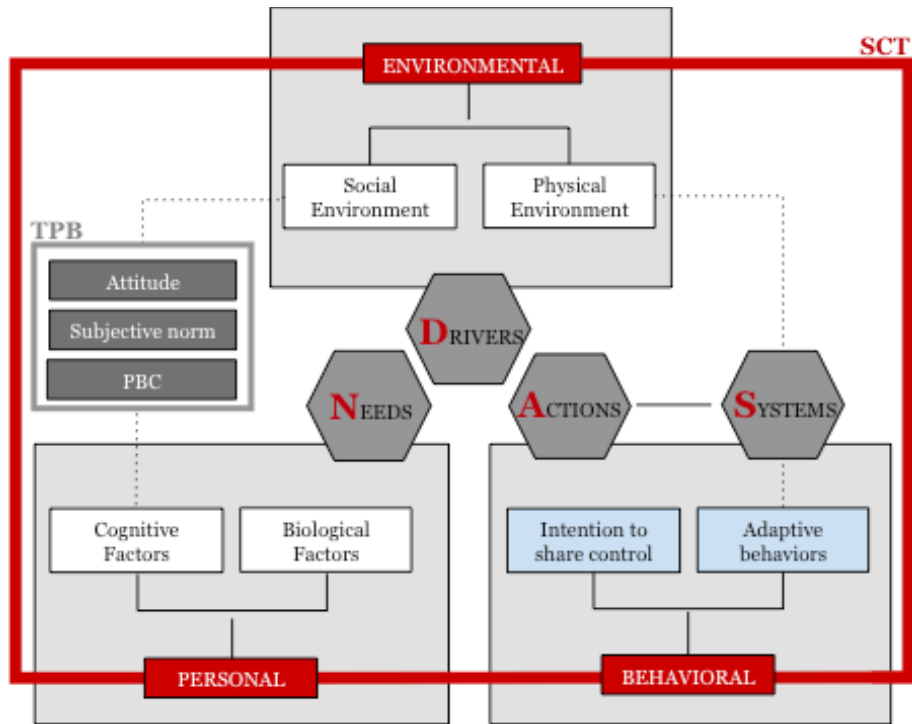 SCT
ENVIRONMENTAL
Social
Environment
Physical
Environment
TPB
Attitude
Subjective norm
PBC
DRIVERS
NEEDS
ACTIONS
SYSTEMS
Cognitive
Factors
Biological
Factors
Intention to
share control
Adaptive
behaviors
PERSONAL
BEHAVIORAL